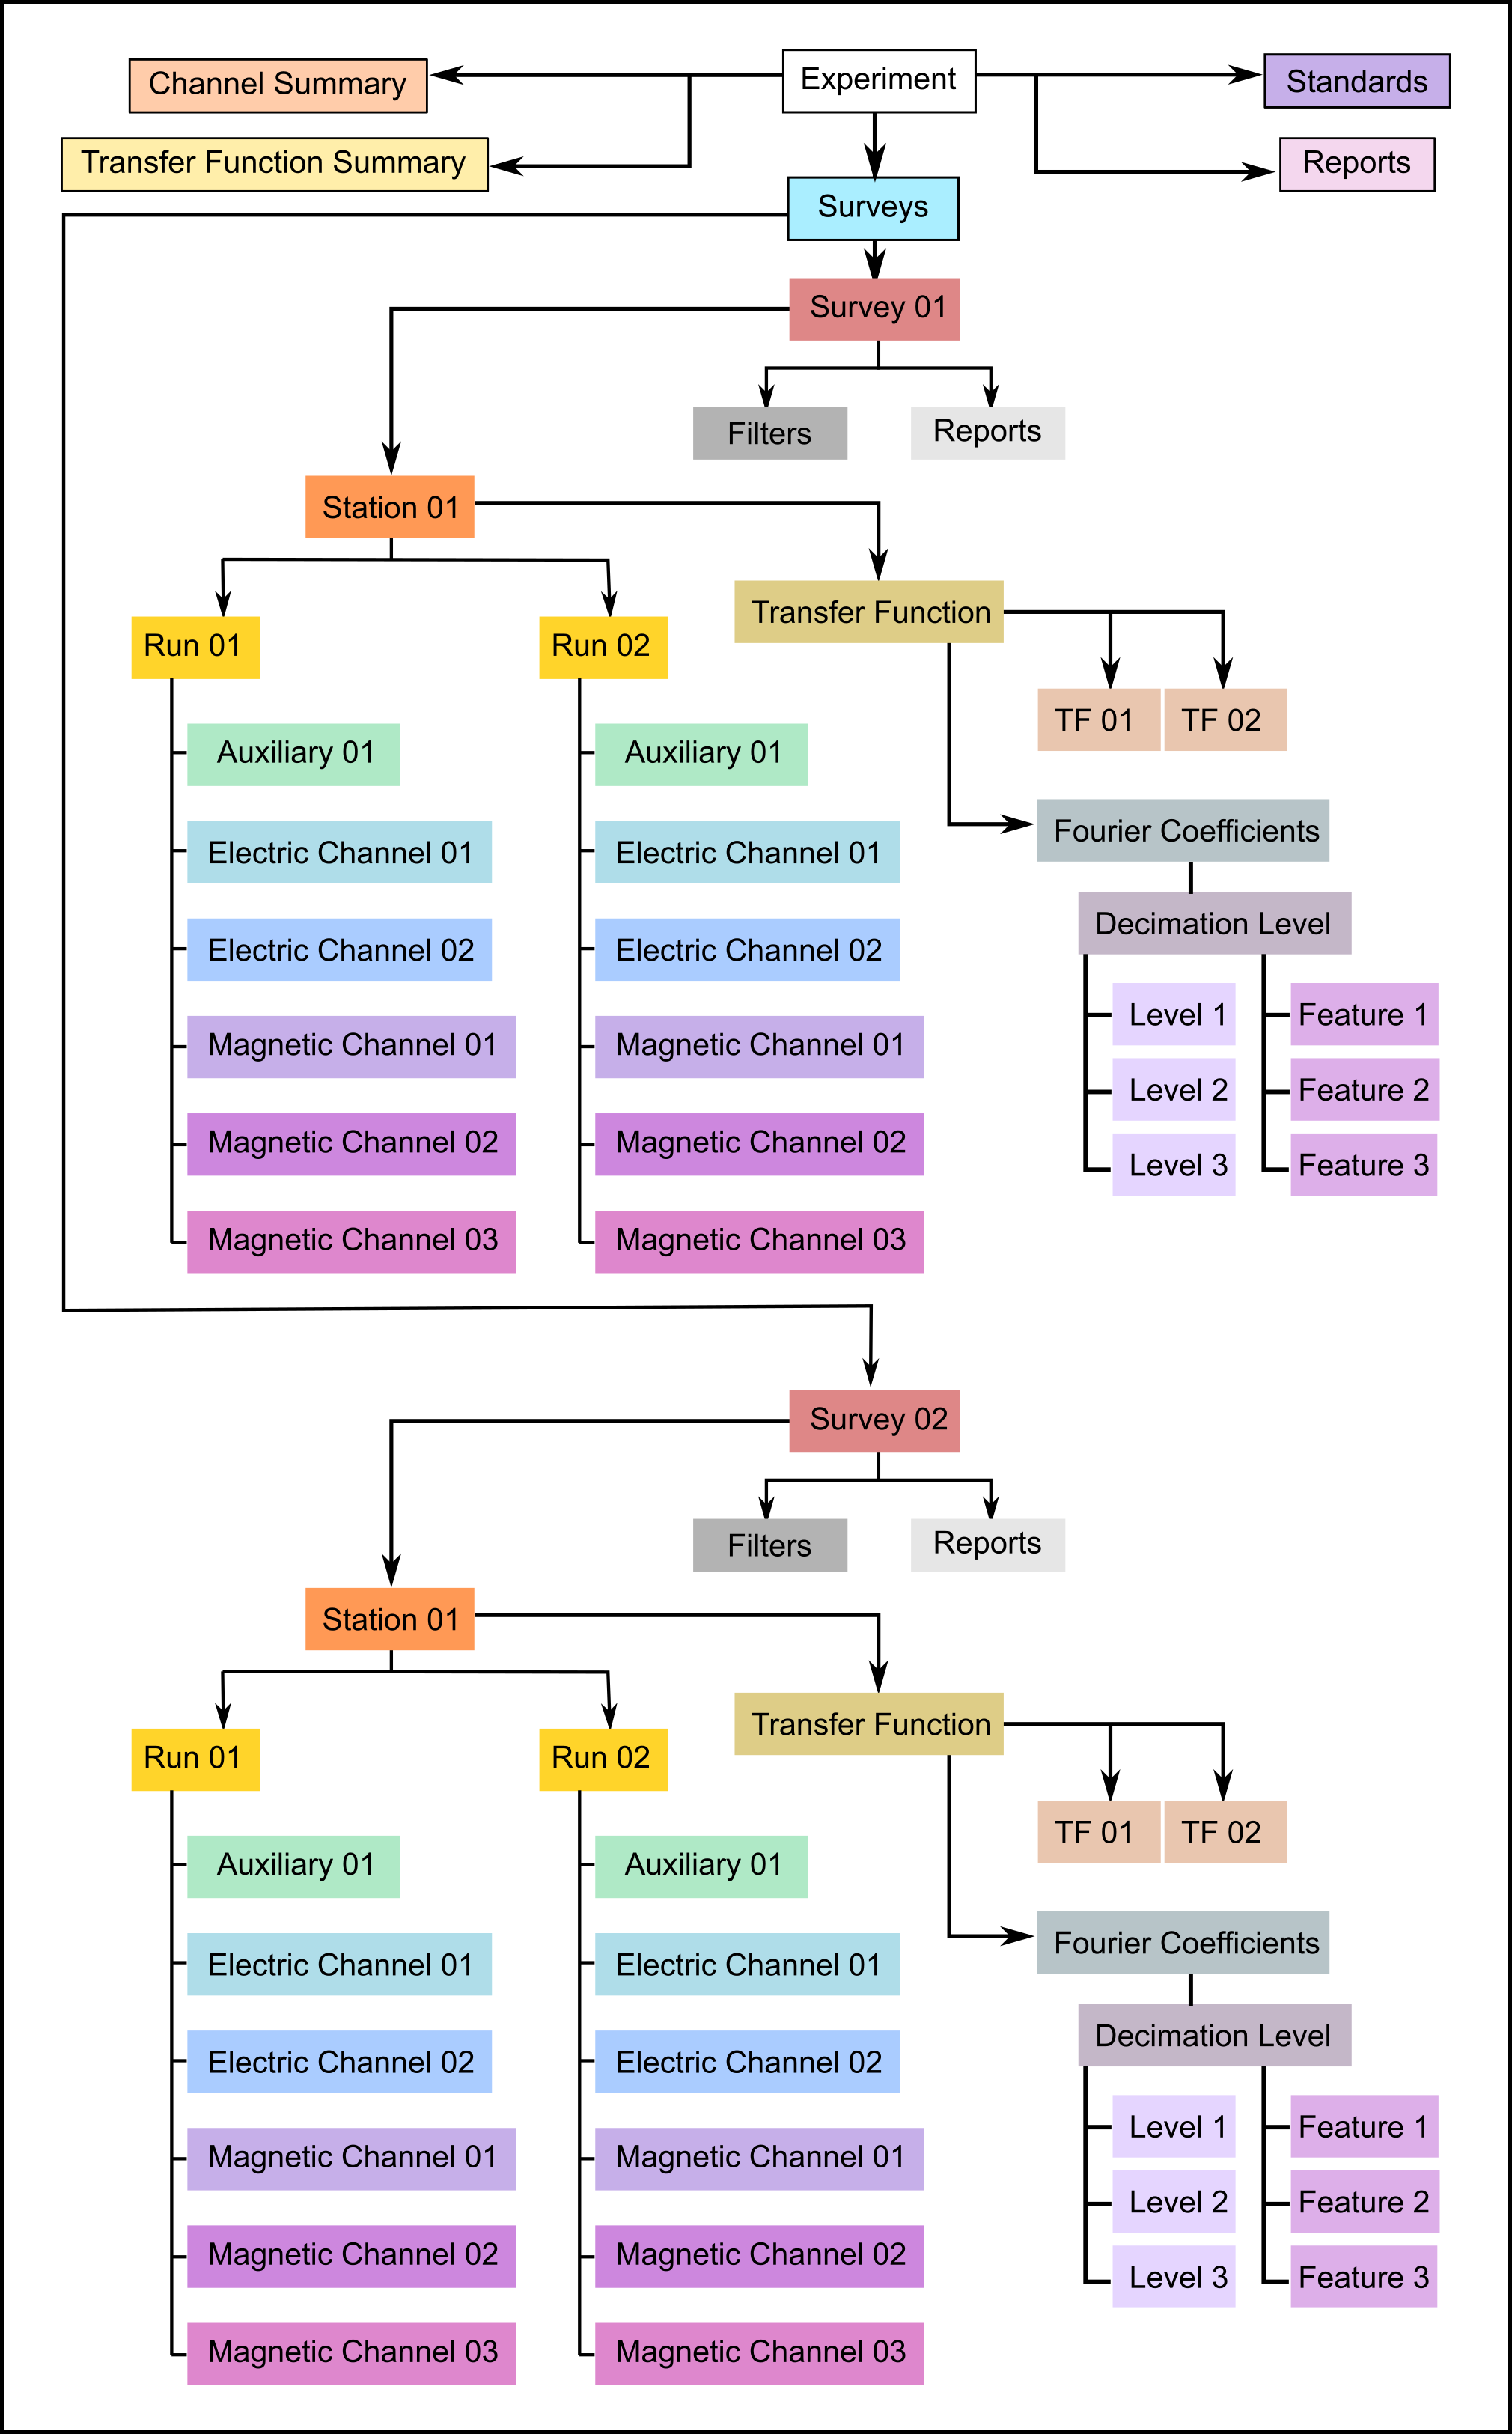 Channel Summary
Experiment
Standards
Transfer Function Summary
Reports
Surveys
Survey 01
Filters
Reports
Station 01
Transfer Function
Run 01
Run 02
TF 01
TF 02
Auxiliary 01
Auxiliary 01
Electric Channel 01
Electric Channel 01
Fourier Coefficients
Electric Channel 02
Electric Channel 02
Decimation Level
Magnetic Channel 01
Magnetic Channel 01
Level 1
Feature 1
Magnetic Channel 02
Magnetic Channel 02
Level 2
Feature 2
Magnetic Channel 03
Magnetic Channel 03
Level 3
Feature 3
Survey 02
Filters
Reports
Station 01
Transfer Function
Run 01
Run 02
TF 01
TF 02
Auxiliary 01
Auxiliary 01
Electric Channel 01
Electric Channel 01
Fourier Coefficients
Electric Channel 02
Electric Channel 02
Decimation Level
Magnetic Channel 01
Magnetic Channel 01
Level 1
Feature 1
Magnetic Channel 02
Magnetic Channel 02
Level 2
Feature 2
Magnetic Channel 03
Magnetic Channel 03
Level 3
Feature 3